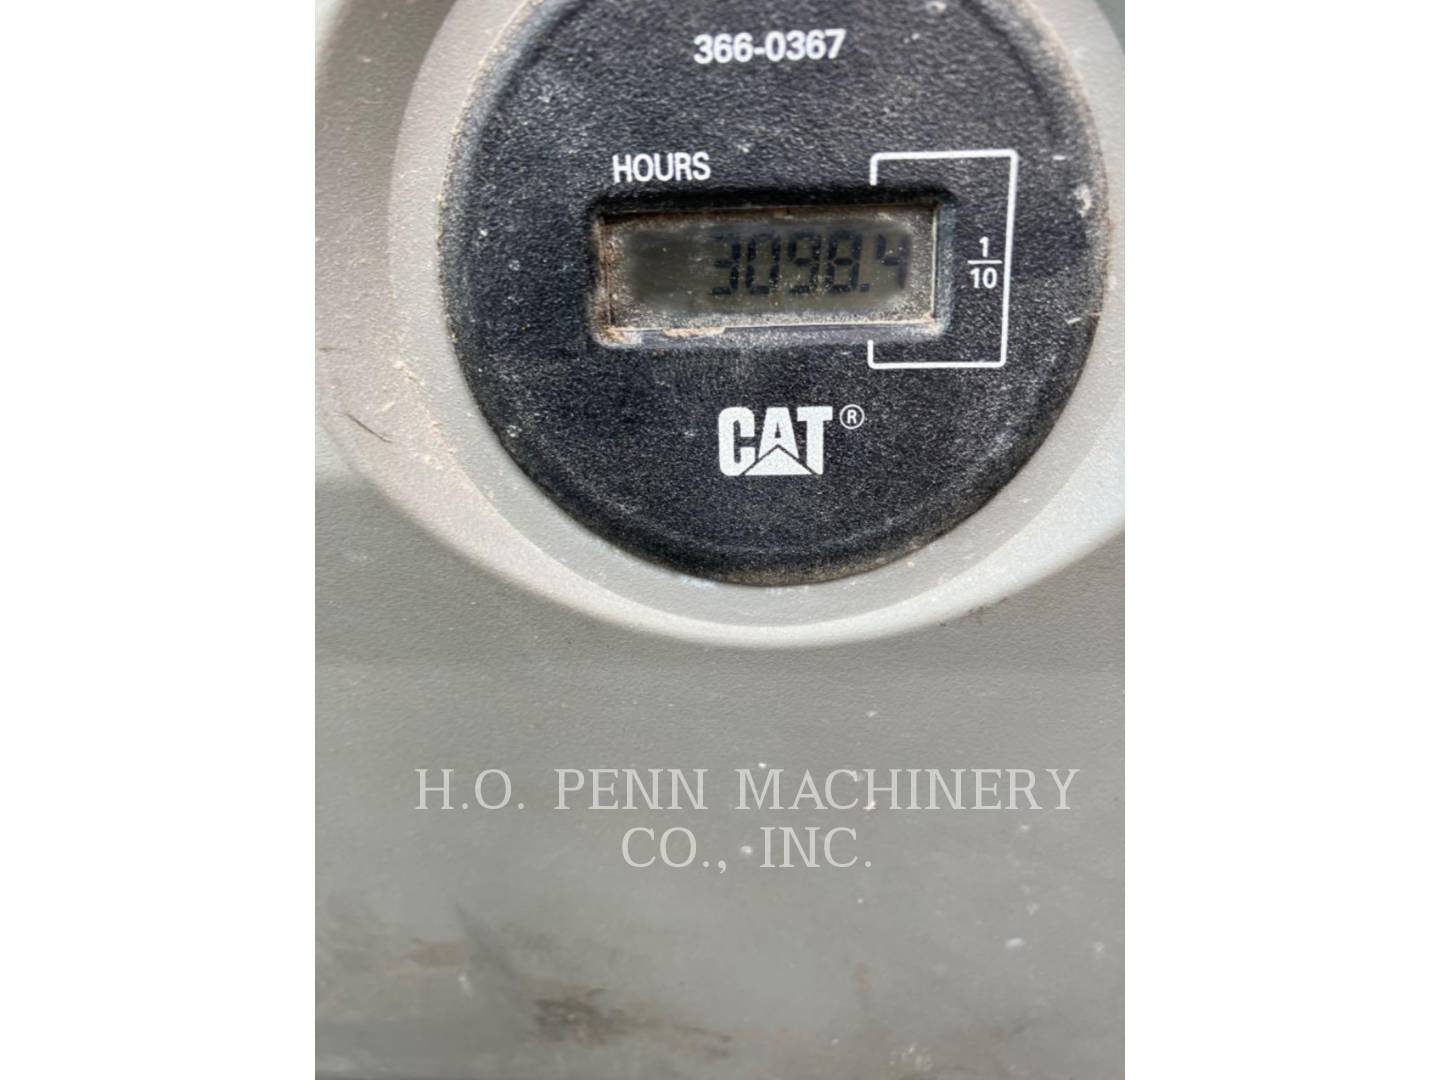 366-0367
HOURS
3098.4
1
10
CAT®
H.O. PENN MACHINERY
CO., INC.